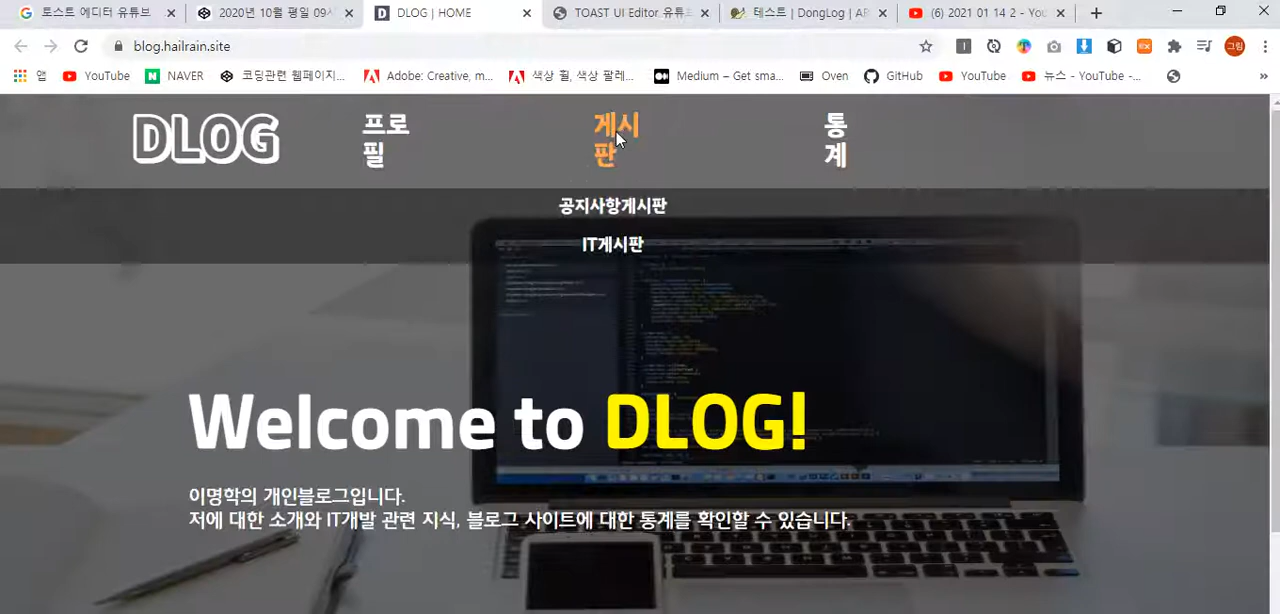 토스트 에디터 유튜브
2020년 10월 평일 09시
DLOG | HOME
TOAST UI Editor 유튜브
테스트 | DongLog | AF
(6) 2021 01 14 2 - You
blog.hailrain.site
그림
앱
YouTube
NAVER
코딩관련 웹페이지...
Adobe: Creative, m...
색상 휠, 색상 팔레...
Medium – Get sma...
Oven
GitHub
YouTube
뉴스 - YouTube -...
DLOG
프로
필
게시
판
통
계
공지사항게시판
IT게시판
Welcome to DLOG!
이명학의 개인블로그입니다.
저에 대한 소개와 IT개발 관련 지식, 블로그 사이트에 대한 통계를 확인할 수 있습니다.